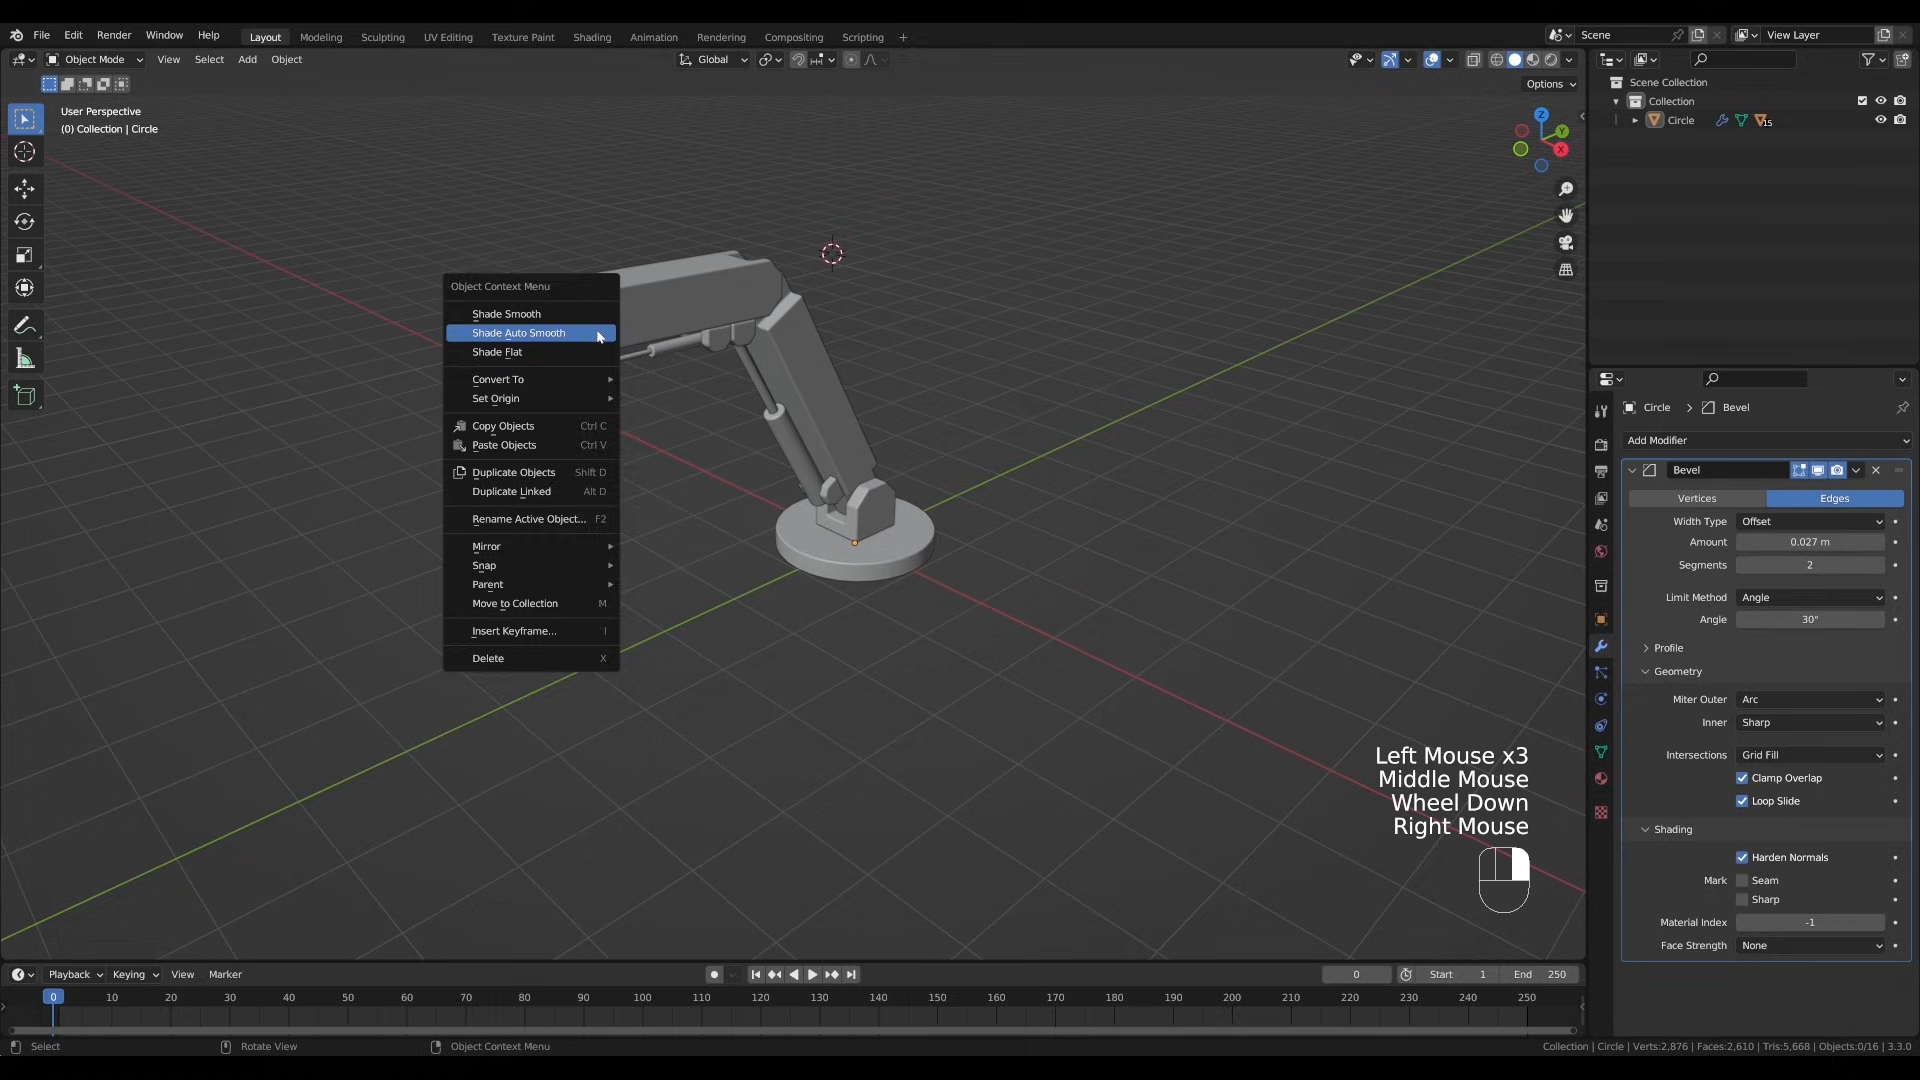 File Edit Render Window Help Layout Modeling Sculpting UV Editing Texture Paint Shading Animation Rendering Compositing Scripting + Scene View Layer
Object Mode View Select Add Object Global
Options
User Perspective
(0) Collection | Circle
Z
Y
X
Scene Collection
Collection
Circle 15
Object Context Menu
Shade Smooth
Shade Auto Smooth
Shade Flat
Convert To
Set Origin
Copy Objects Ctrl C
Paste Objects Ctrl V
Duplicate Objects Shift D
Duplicate Linked Alt D
Rename Active Object... F2
Mirror
Snap
Parent
Move to Collection M
Insert Keyframe... I
Delete X
Circle > Bevel
Add Modifier
Bevel
Vertices Edges
Width Type Offset
Amount 0.027 m
Segments 2
Limit Method Angle
Angle 30°
Profile
Geometry
Miter Outer Arc
Inner Sharp
Intersections Grid Fill
Clamp Overlap
Loop Slide
Shading
Harden Normals
Mark Seam
Sharp
Material Index -1
Face Strength None
Left Mouse x3
Middle Mouse
Wheel Down
Right Mouse
Playback Keying View Marker 0 Start 1 End 250
0 10 20 30 40 50 60 70 80 90 100 110 120 130 140 150 160 170 180 190 200 210 220 230 240 250
Select Rotate View Object Context Menu Collection | Circle | Verts:2,876 | Faces:2,610 | Tris:5,668 | Objects:0/16 | 3.3.0